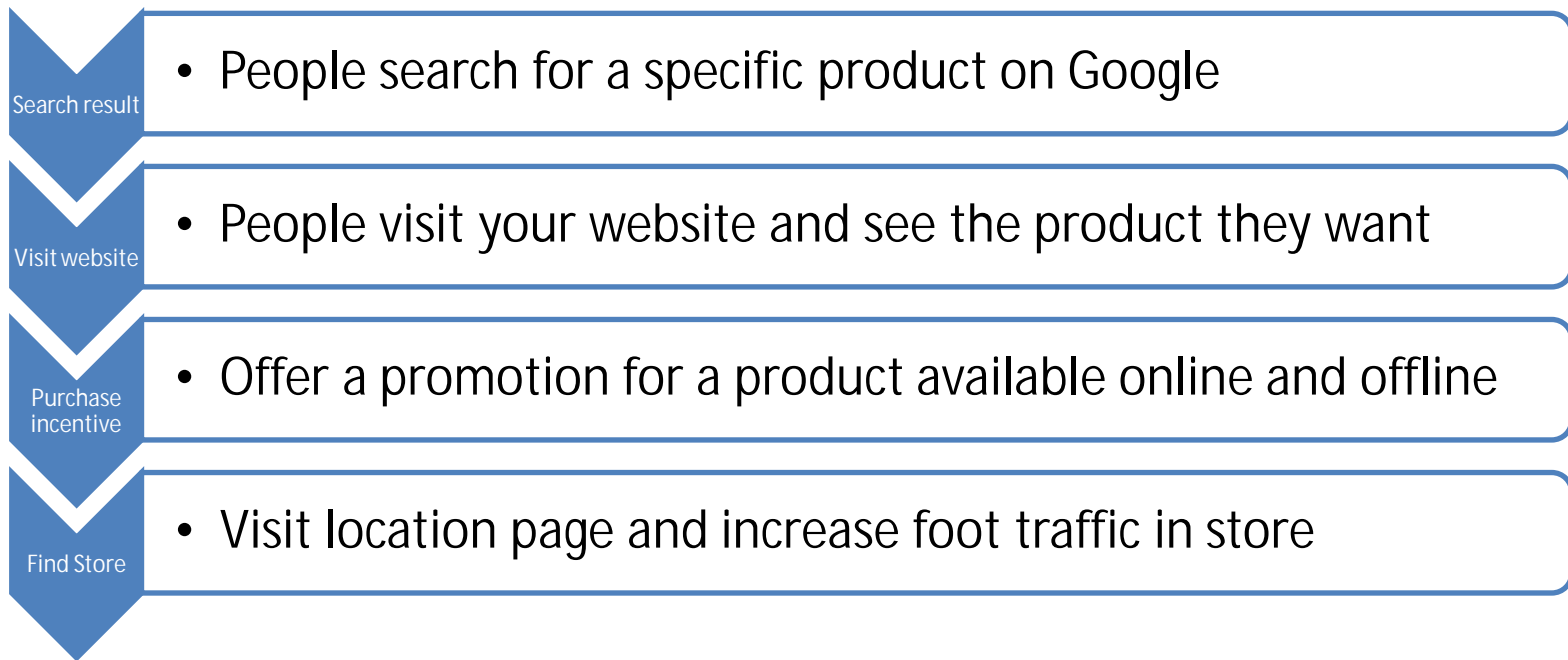 Search result
• People search for a specific product on Google
Visit website
• People visit your website and see the product they want
Purchase
incentive
• Offer a promotion for a product available online and offline
Find Store
• Visit location page and increase foot traffic in store